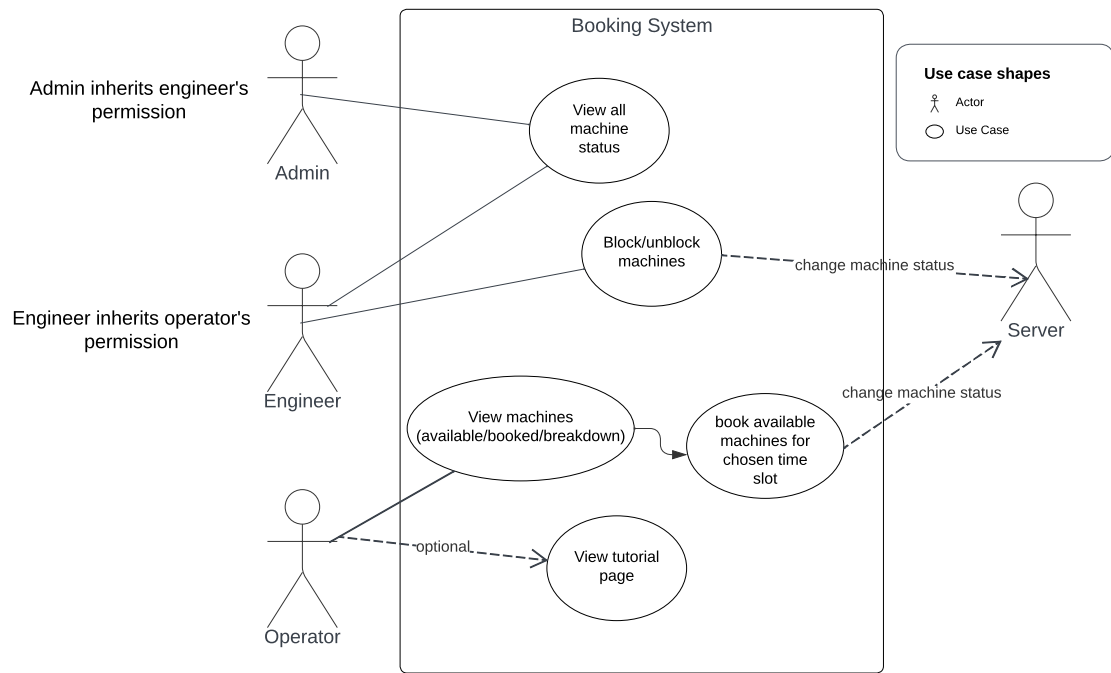 Booking System
Admin inherits engineer's
permission
Admin
View all
machine
status
Use case shapes
Actor
Use Case
Block/unblock
machines
change machine status
Server
Engineer inherits operator's
permission
Engineer
View machines
(available/booked/breakdown)
book available
machines for
chosen time
slot
change machine status
optional
View tutorial
page
Operator